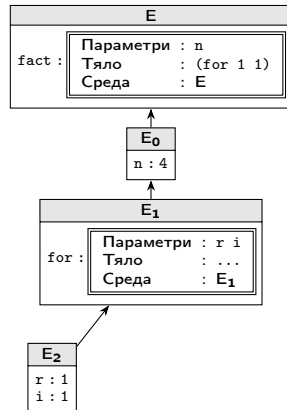 E
fact : Параметри : n
Тяло : (for 1 1)
Среда : E
E₀
n : 4
E₁
for : Параметри : r i
Тяло : ...
Среда : E₁
E₂
r : 1
i : 1